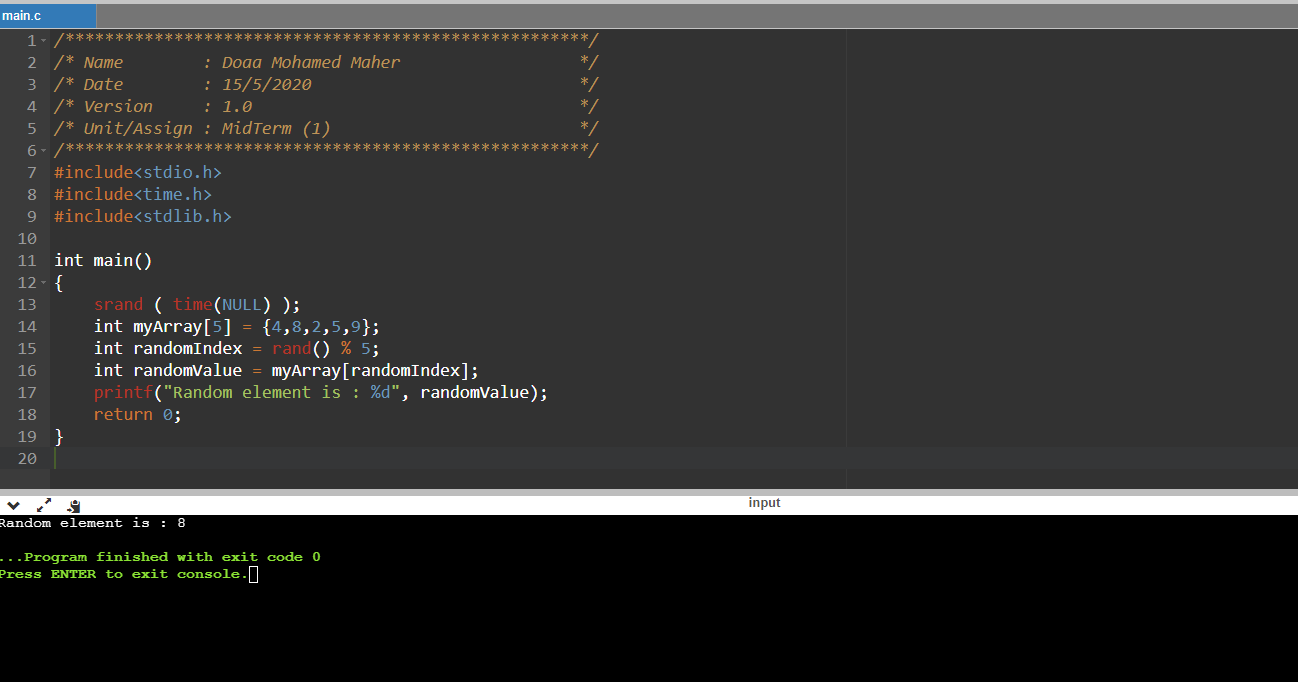 main.c
1 /*****************************************************/
2 /* Name        : Doaa Mohamed Maher                  */
3 /* Date        : 15/5/2020                           */
4 /* Version     : 1.0                                 */
5 /* Unit/Assign : MidTerm (1)                         */
6 /*****************************************************/
7 #include<stdio.h>
8 #include<time.h>
9 #include<stdlib.h>
10
11 int main()
12 {
13     srand ( time(NULL) );
14     int myArray[5] = {4,8,2,5,9};
15     int randomIndex = rand() % 5;
16     int randomValue = myArray[randomIndex];
17     printf("Random element is : %d", randomValue);
18     return 0;
19 }
20
input
Random element is : 8
...Program finished with exit code 0
Press ENTER to exit console.